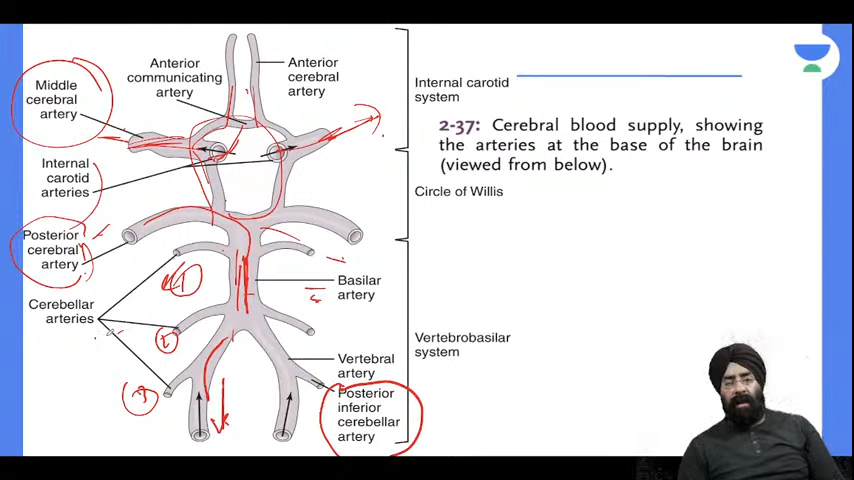 Anterior
communicating
artery
Anterior
cerebral
artery
Middle
cerebral
artery
Internal carotid
system
2-37: Cerebral blood supply, showing
the arteries at the base of the brain
(viewed from below).
Internal
carotid
arteries
Circle of Willis
Posterior
cerebral
artery
Basilar
artery
Cerebellar
arteries
Vertebrobasilar
system
Vertebral
artery
Posterior
inferior
cerebellar
artery